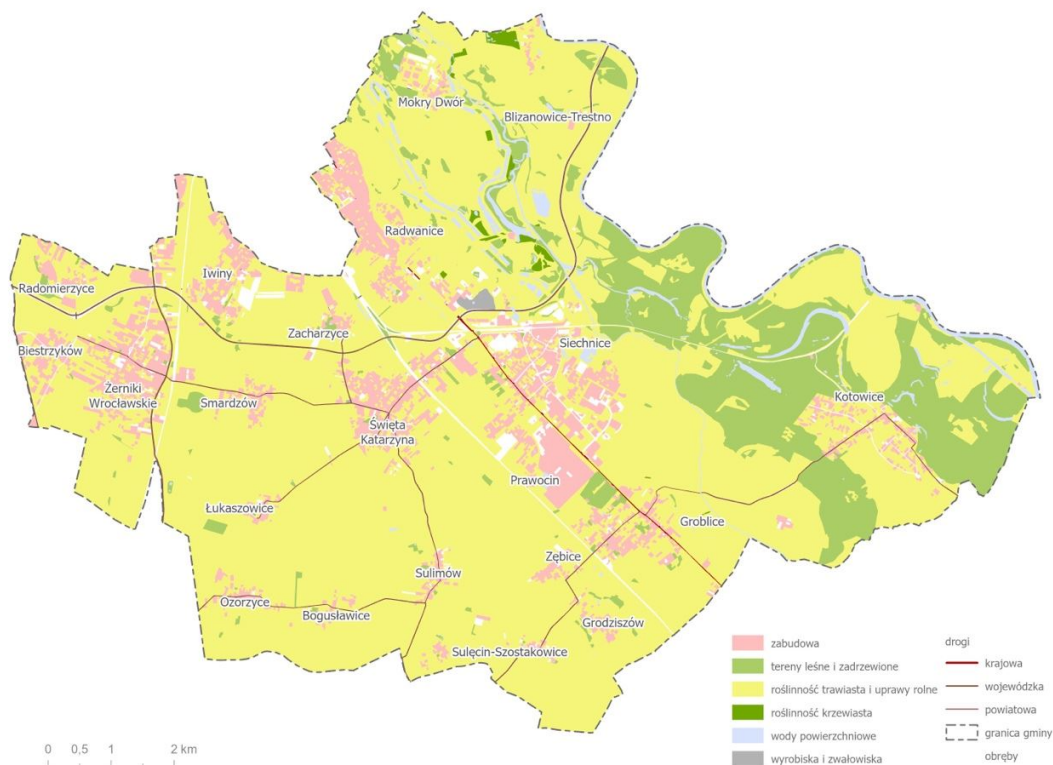 Mokry Dwór
Blizanowice-Trestno
Radwanice
Iwiny
Radomierzyce
Zacharzyce
Siechnice
Biestrzyków
Żerniki
Wrocławskie
Smardzów
Święta
Katarzyna
Kotowice
Prawocin
Łukaszowice
Groblice
Zębice
Sulimów
Ozorzyce
Bogusławice
Grodziszów
Sulęcin-Szostakowice
zabudowa
tereny leśne i zadrzewione
roślinność trawiasta i uprawy rolne
roślinność krzewiasta
wody powierzchniowe
wyrobiska i zwałowiska
drogi
krajowa
wojewódzka
powiatowa
granica gminy
obręby
0 0,5 1 2 km